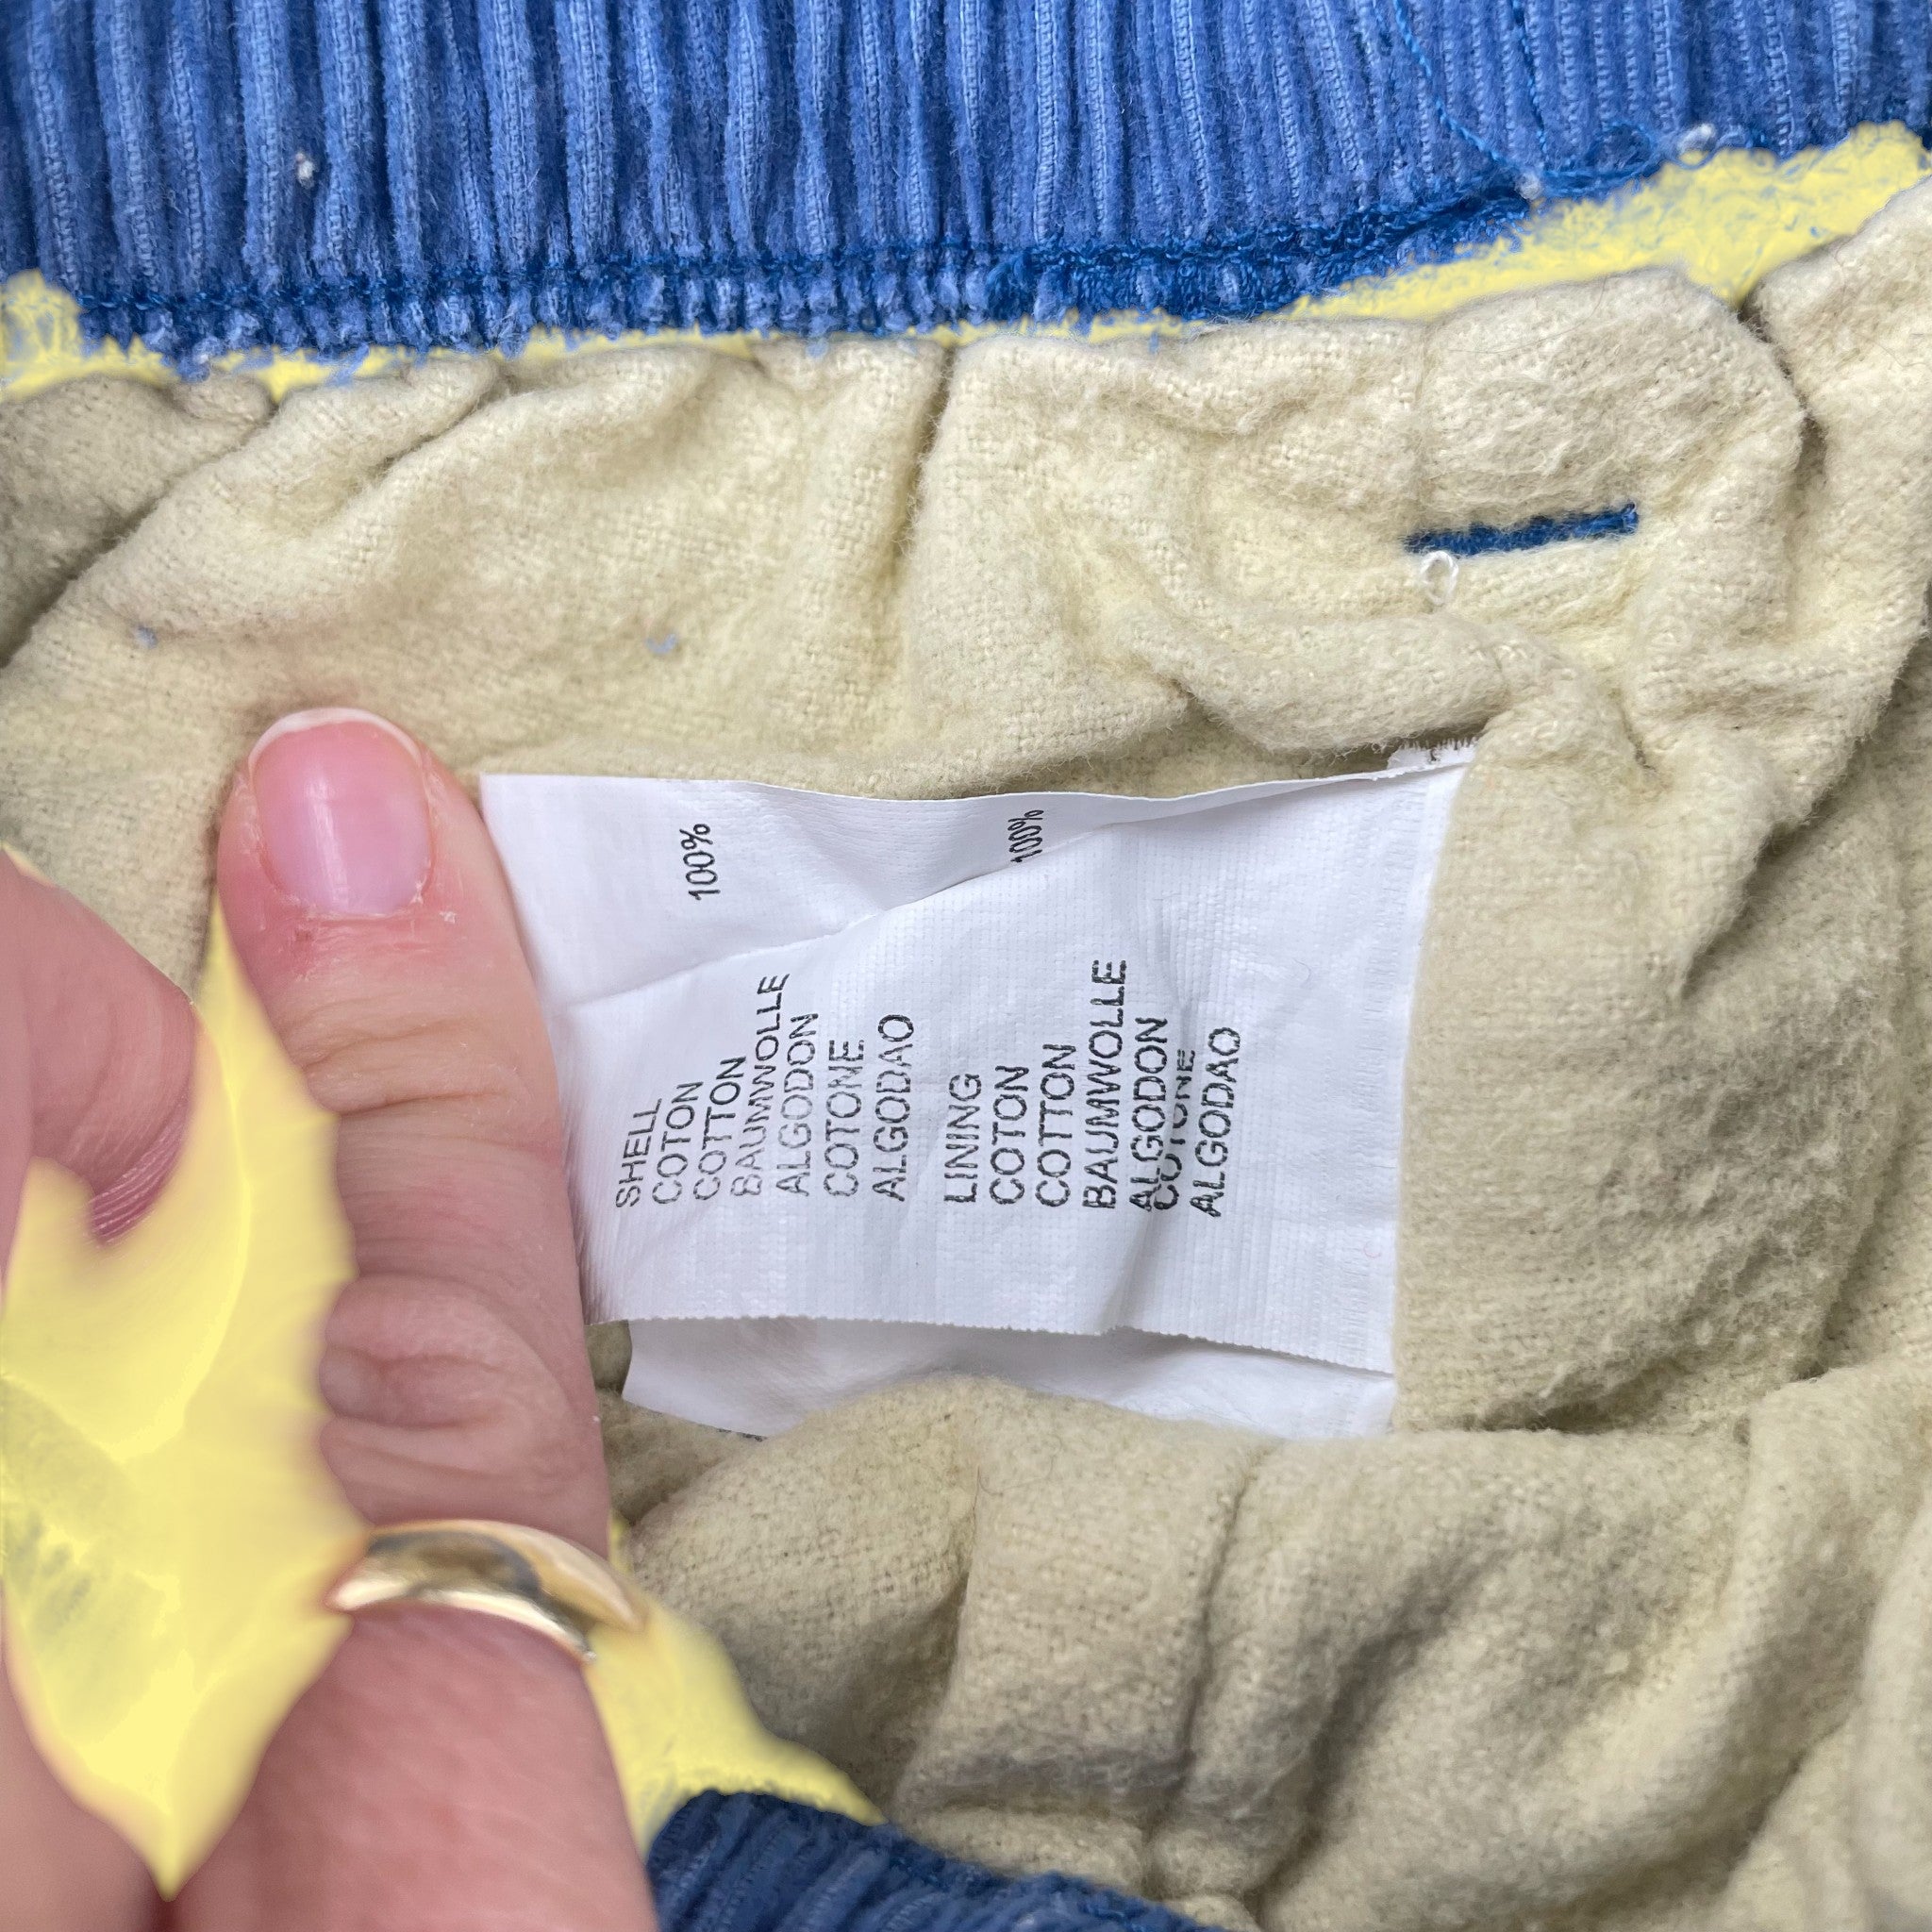 SHELL
COTON 100%
COTTON
BAUMWOLLE
ALGODON
COTONE
ALGODAO
LINING
COTON 100%
COTTON
BAUMWOLLE
ALGODON
COTONE
ALGODAO